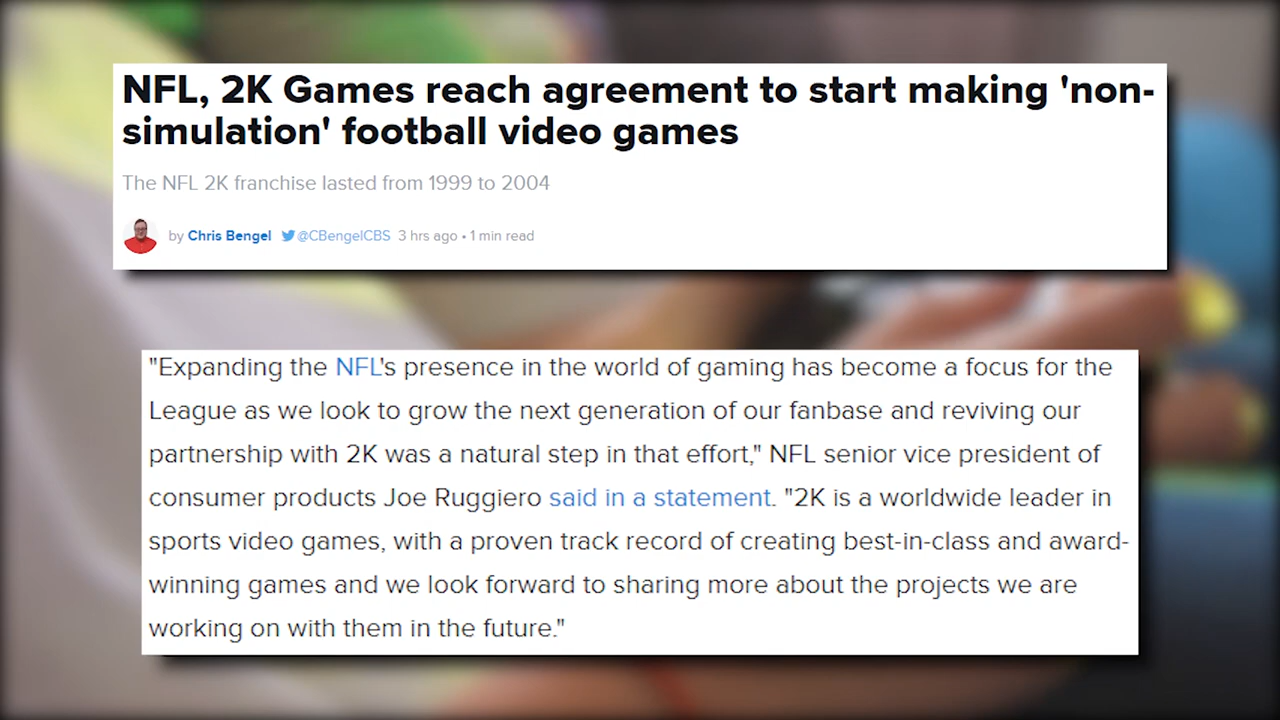 NFL, 2K Games reach agreement to start making 'non-
simulation' football video games
The NFL 2K franchise lasted from 1999 to 2004
by Chris Bengel @CBengelCBS 3 hrs ago • 1 min read
"Expanding the NFL's presence in the world of gaming has become a focus for the
League as we look to grow the next generation of our fanbase and reviving our
partnership with 2K was a natural step in that effort," NFL senior vice president of
consumer products Joe Ruggiero said in a statement. "2K is a worldwide leader in
sports video games, with a proven track record of creating best-in-class and award-
winning games and we look forward to sharing more about the projects we are
working on with them in the future."